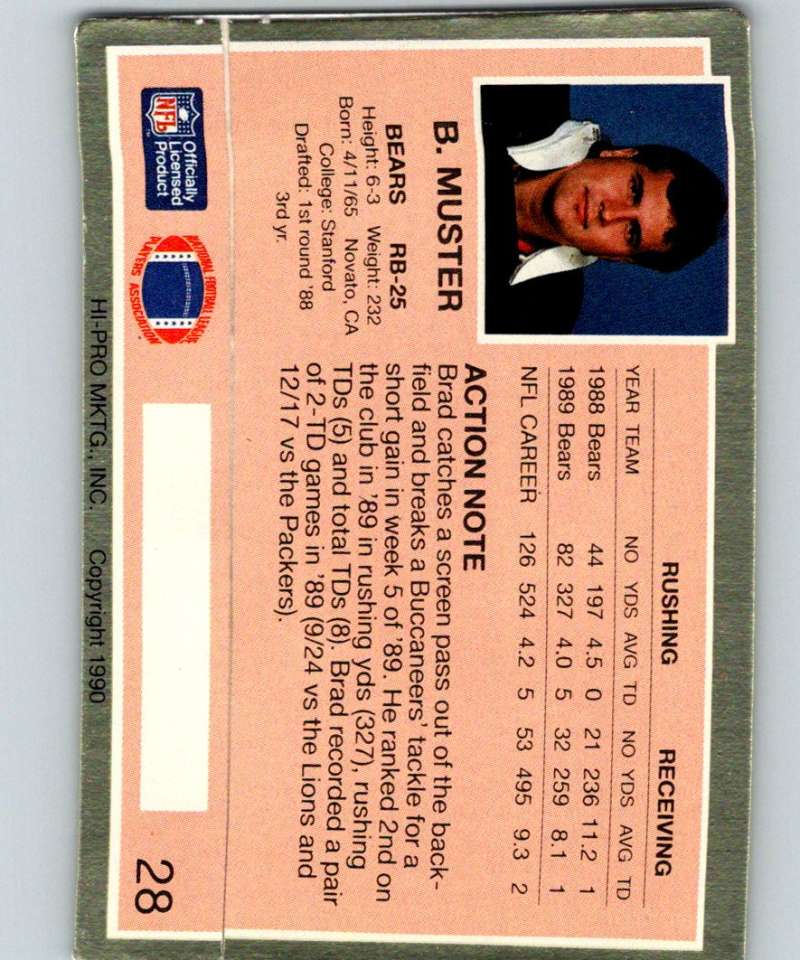 RUSHING RECEIVING
YEAR TEAM NO YDS AVG TD NO YDS AVG TD
1988 Bears 44 197 4.5 0 21 236 11.2 1
1989 Bears 82 327 4.0 5 32 259 8.1 1
NFL CAREER 126 524 4.2 5 53 495 9.3 2
B. MUSTER
BEARS RB-25
Height: 6-3 Weight: 232
Born: 4/11/65 Novato, CA
College: Stanford
Drafted: 1st round '88
3rd yr.
ACTION NOTE
Brad catches a screen pass out of the back-
field and breaks a Buccaneers' tackle for a
short gain in week 5 of '89. He ranked 2nd on
the club in '89 in rushing yds (327), rushing
TDs (5) and total TDs (8). Brad recorded a pair
of 2-TD games in '89 (9/24 vs the Lions and
12/17 vs the Packers).
NFL
Officially
Licensed
Product
NATIONAL FOOTBALL LEAGUE
PLAYERS ASSOCIATION
28
HI-PRO MKTG., INC. Copyright 1990